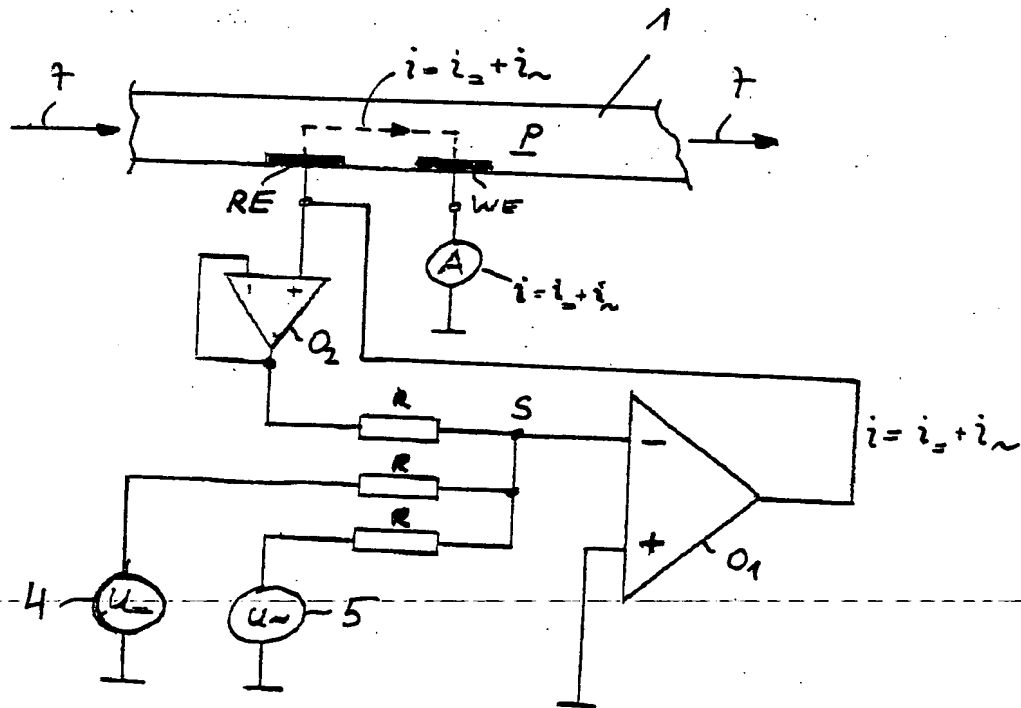 1
7
i = i= + i~
7
P
RE
WE
A
i = i= + i~
- +
O2
R
S
R
R
-
+
i = i= + i~
O1
4
U=
U~
5